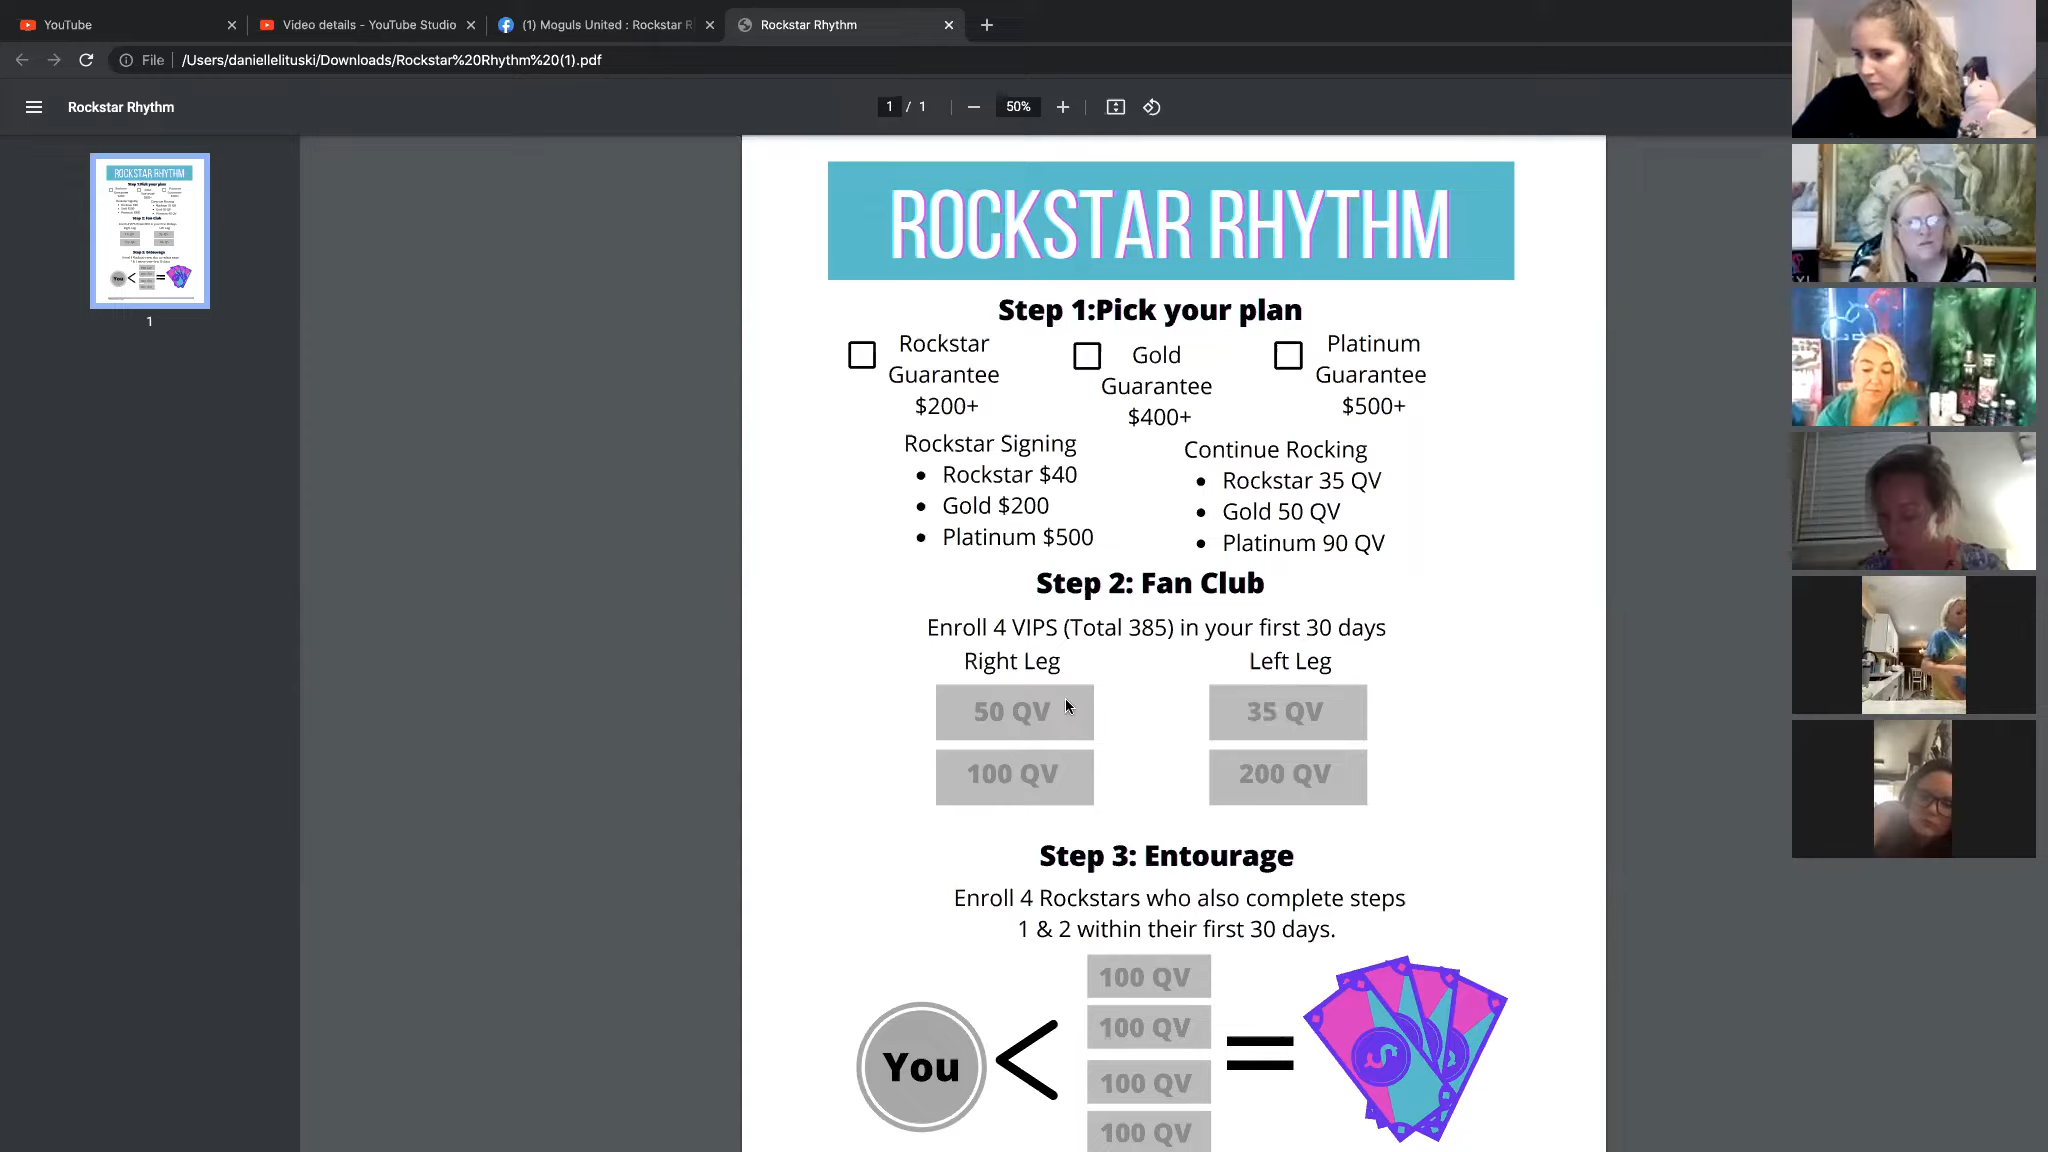 YouTube
Video details - YouTube Studio
(1) Moguls United : Rockstar R
Rockstar Rhythm
File
/Users/daniellelituski/Downloads/Rockstar%20Rhythm%20(1).pdf
Rockstar Rhythm
1 / 1
50%
1
ROCKSTAR RHYTHM
Step 1:Pick your plan
Rockstar Guarantee $200+
Gold Guarantee $400+
Platinum Guarantee $500+
Rockstar Signing
• Rockstar $40
• Gold $200
• Platinum $500
Continue Rocking
• Rockstar 35 QV
• Gold 50 QV
• Platinum 90 QV
Step 2: Fan Club
Enroll 4 VIPS (Total 385) in your first 30 days
Right Leg
Left Leg
50 QV
35 QV
100 QV
200 QV
Step 3: Entourage
Enroll 4 Rockstars who also complete steps
1 & 2 within their first 30 days.
100 QV
100 QV
You < =
100 QV
100 QV